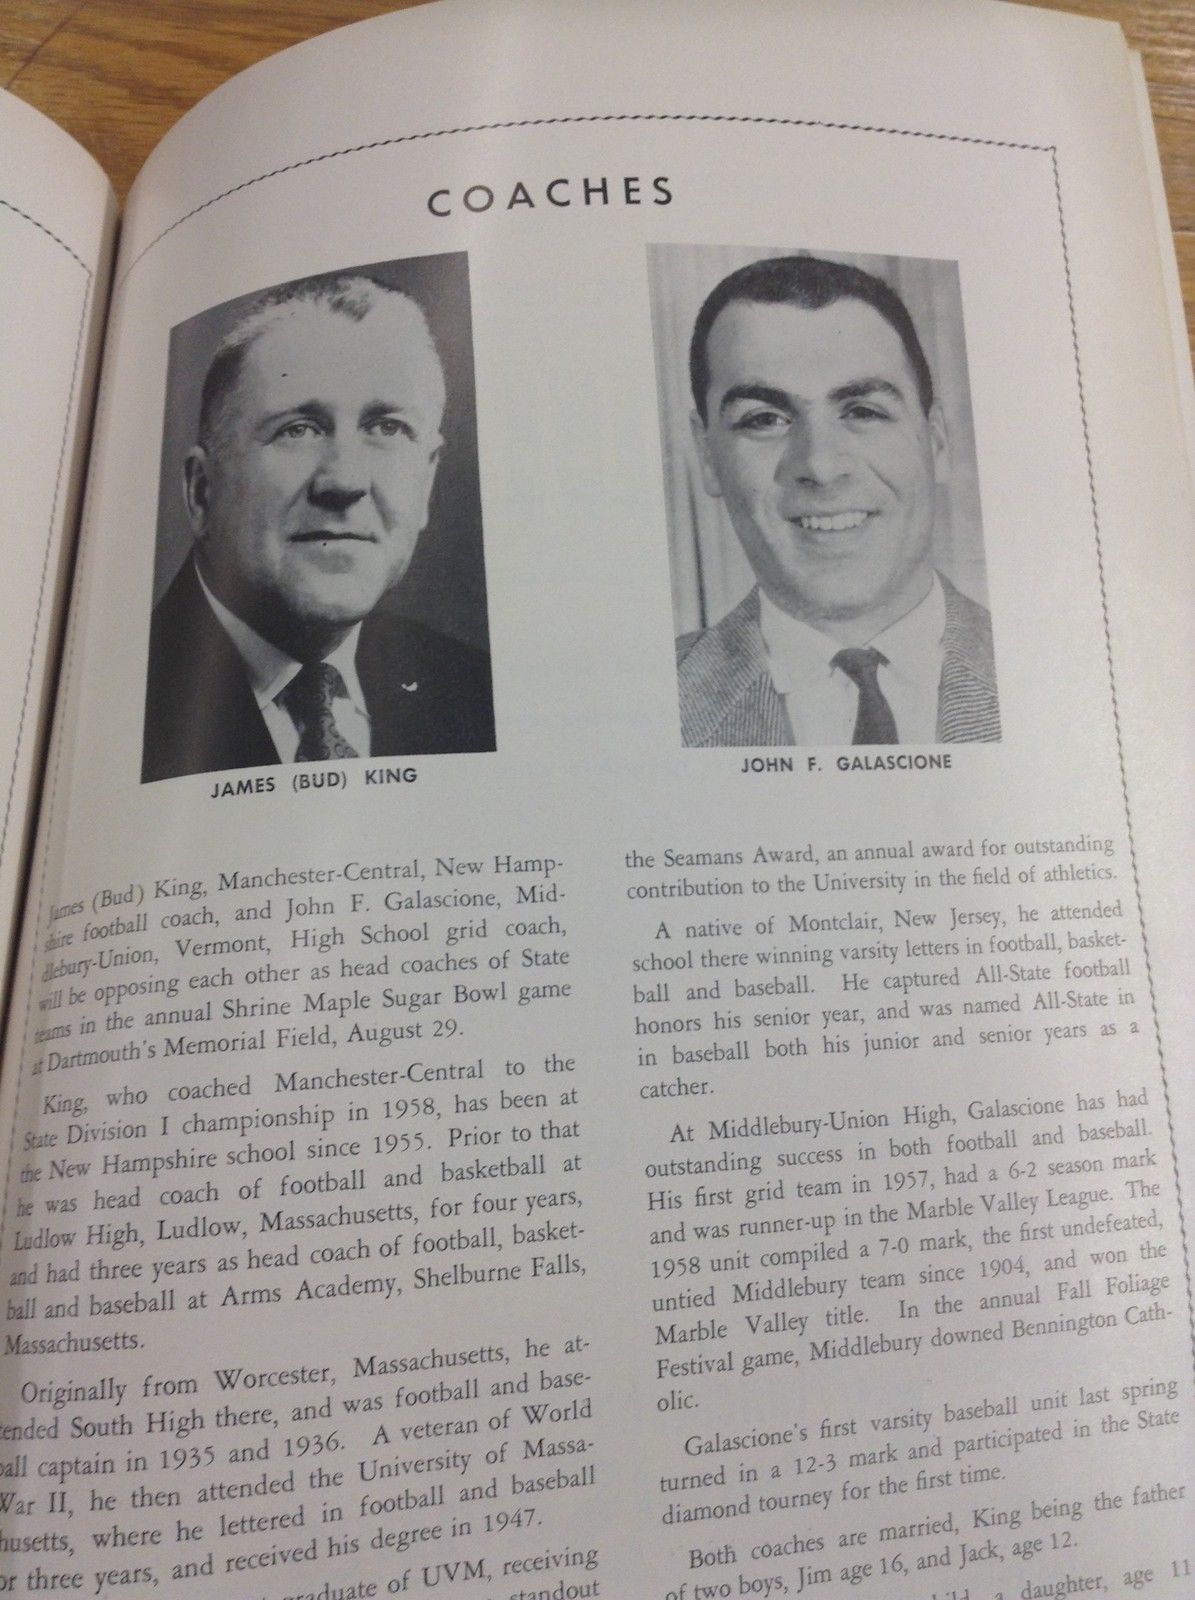 COACHES
JAMES (BUD) KING
JOHN F. GALASCIONE
James (Bud) King, Manchester-Central, New Hamp-
shire football coach, and John F. Galascione, Mid-
dlebury-Union, Vermont, High School grid coach,
will be opposing each other as head coaches of State
teams in the annual Shrine Maple Sugar Bowl game
at Dartmouth's Memorial Field, August 29.
King, who coached Manchester-Central to the
State Division I championship in 1958, has been at
the New Hampshire school since 1955. Prior to that
he was head coach of football and basketball at
Ludlow High, Ludlow, Massachusetts, for four years,
and had three years as head coach of football, basket-
ball and baseball at Arms Academy, Shelburne Falls,
Massachusetts.
Originally from Worcester, Massachusetts, he at-
tended South High there, and was football and base-
ball captain in 1935 and 1936. A veteran of World
War II, he then attended the University of Massa-
husetts, where he lettered in football and baseball
or three years, and received his degree in 1947.
graduate of UVM, receiving
standout
the Seamans Award, an annual award for outstanding
contribution to the University in the field of athletics.
A native of Montclair, New Jersey, he attended
school there winning varsity letters in football, basket-
ball and baseball. He captured All-State football
honors his senior year, and was named All-State in
in baseball both his junior and senior years as a
catcher.
At Middlebury-Union High, Galascione has had
outstanding success in both football and baseball.
His first grid team in 1957, had a 6-2 season mark
and was runner-up in the Marble Valley League. The
1958 unit compiled a 7-0 mark, the first undefeated,
untied Middlebury team since 1904, and won the
Marble Valley title. In the annual Fall Foliage
Festival game, Middlebury downed Bennington Cath-
olic.
Galascione's first varsity baseball unit last spring
turned in a 12-3 mark and participated in the State
diamond tourney for the first time.
Both coaches are married, King being the father
of two boys, Jim age 16, and Jack, age 12.
a daughter, age 11